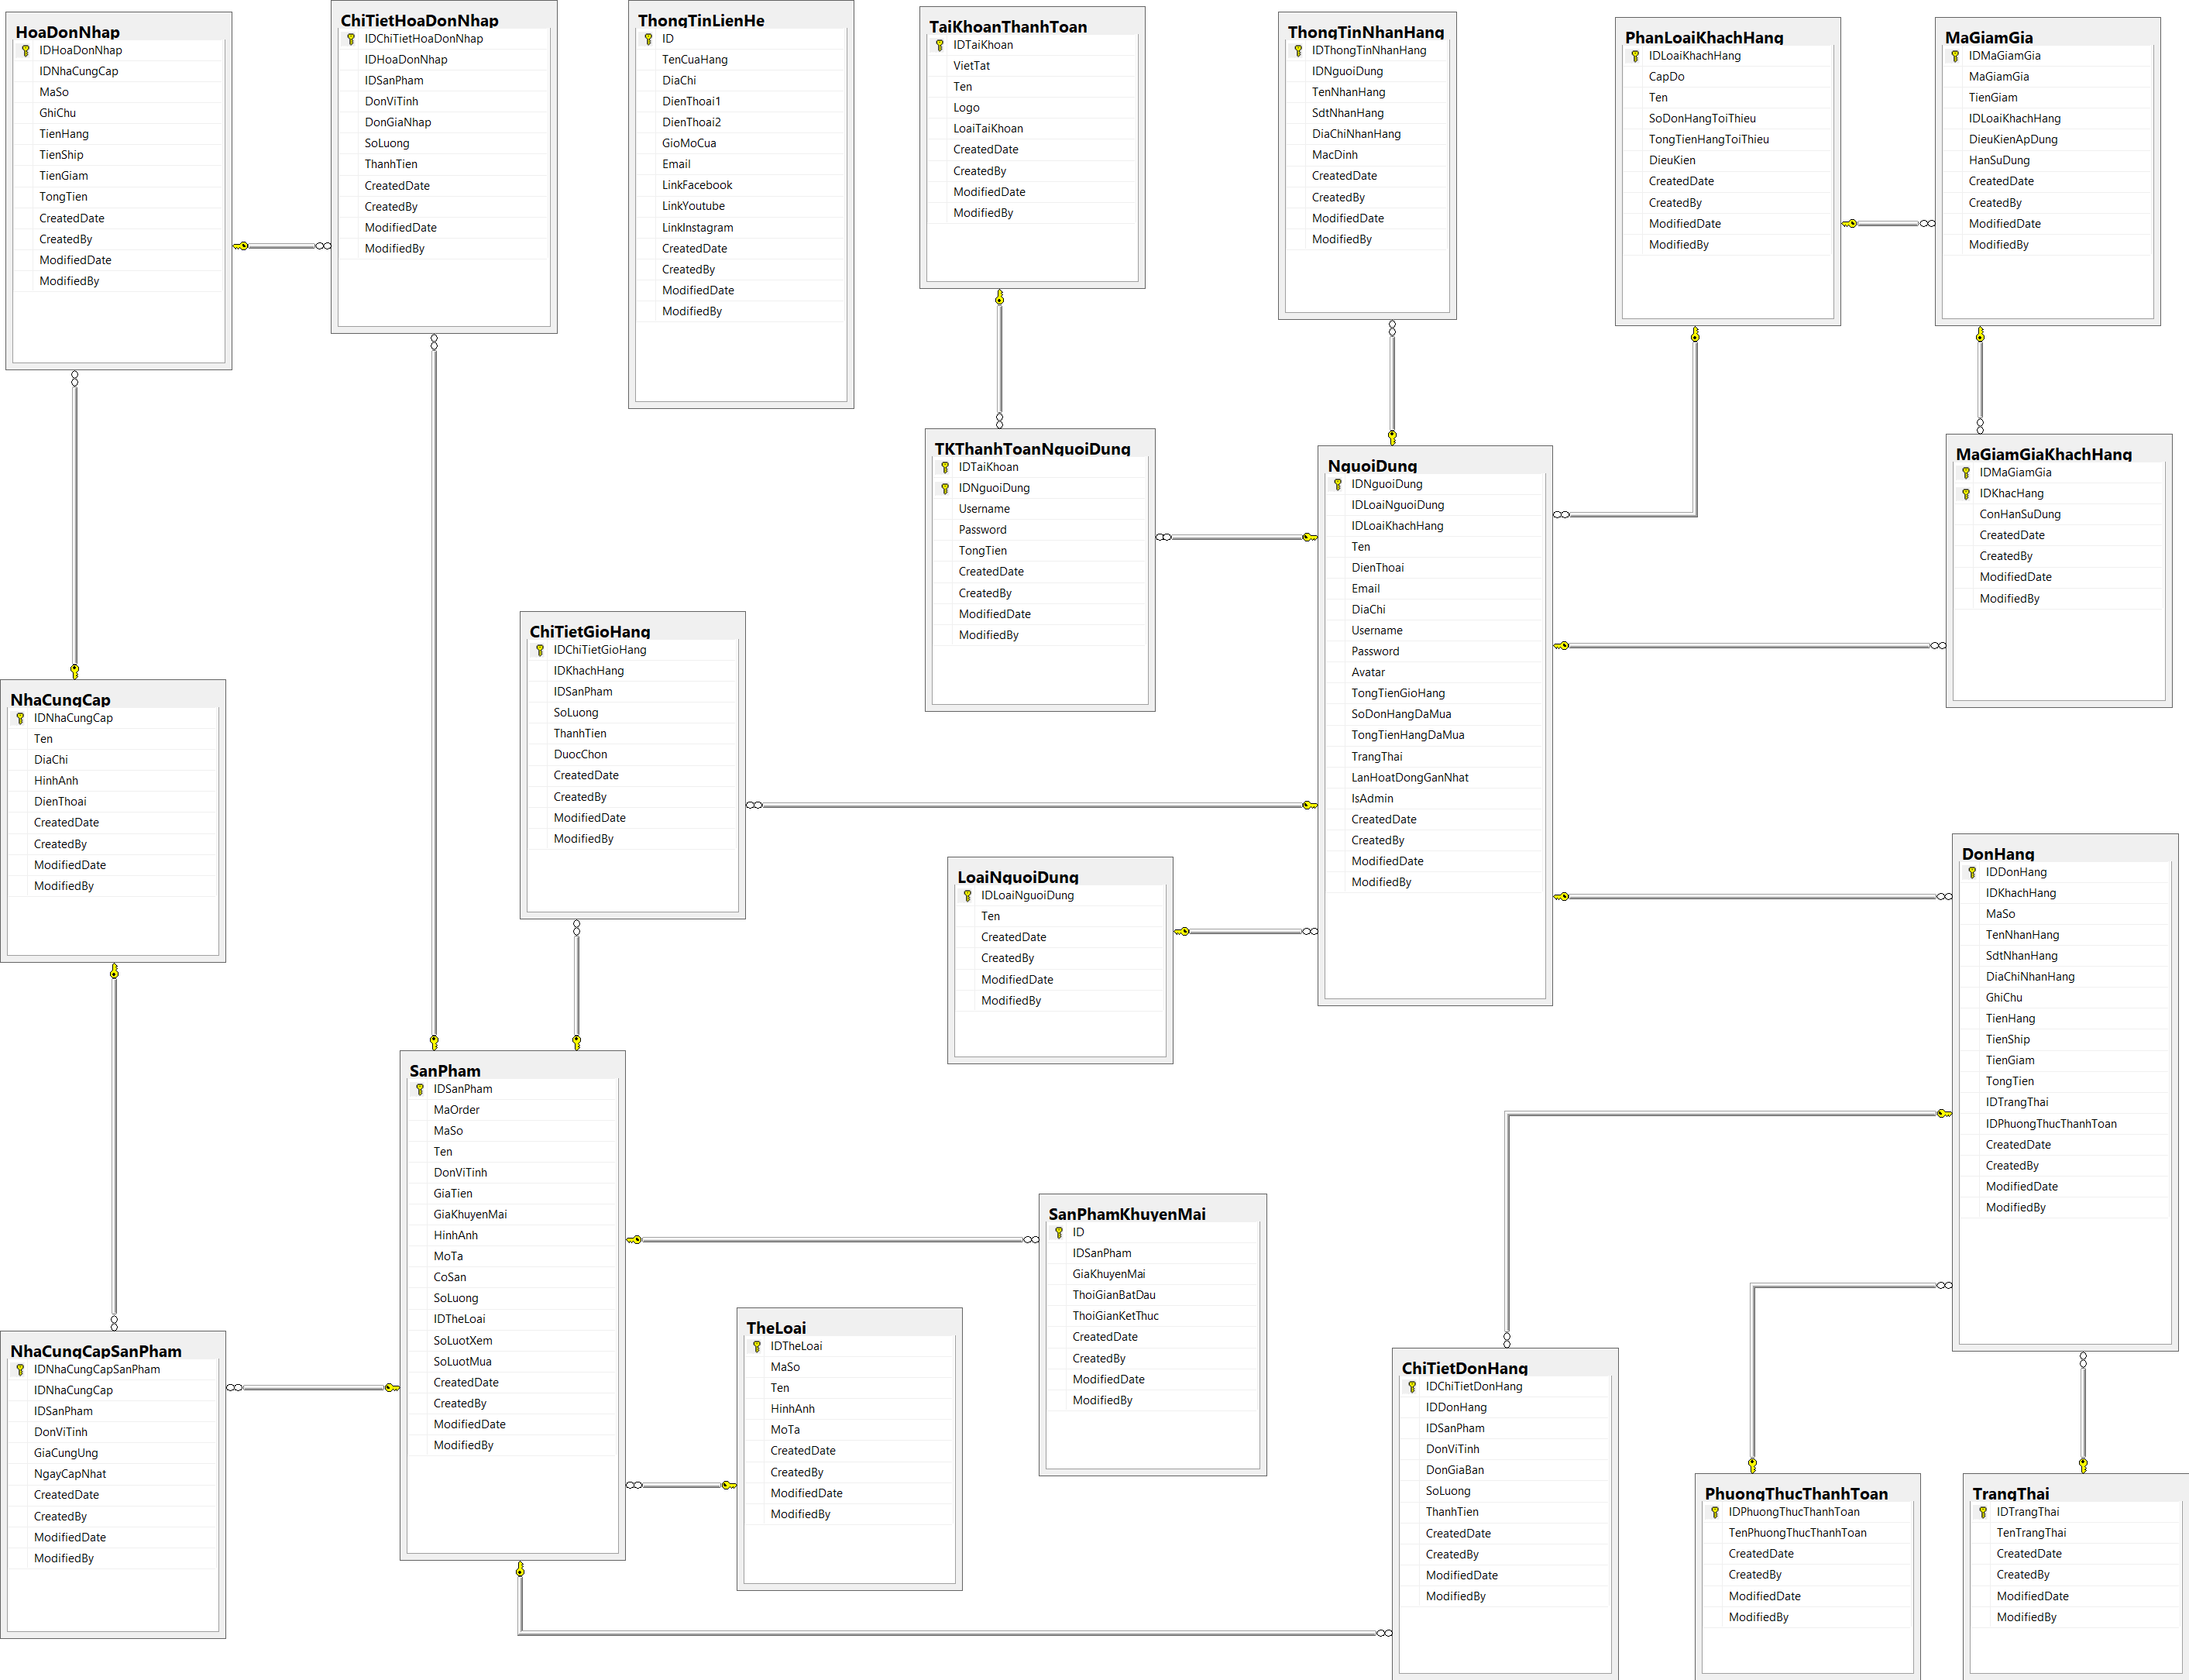 HoaDonNhap
IDHoaDonNhap
IDNhaCungCap
MaSo
GhiChu
TienHang
TienShip
TienGiam
TongTien
CreatedDate
CreatedBy
ModifiedDate
ModifiedBy
ChiTietHoaDonNhap
IDChiTietHoaDonNhap
IDHoaDonNhap
IDSanPham
DonViTinh
DonGiaNhap
SoLuong
ThanhTien
CreatedDate
CreatedBy
ModifiedDate
ModifiedBy
ThongTinLienHe
ID
TenCuaHang
DiaChi
DienThoai1
DienThoai2
GioMoCua
Email
LinkFacebook
LinkYoutube
LinkInstagram
CreatedDate
CreatedBy
ModifiedDate
ModifiedBy
TaiKhoanThanhToan
IDTaiKhoan
VietTat
Ten
Logo
LoaiTaiKhoan
CreatedDate
CreatedBy
ModifiedDate
ModifiedBy
ThongTinNhanHang
IDThongTinNhanHang
IDNguoiDung
TenNhanHang
SdtNhanHang
DiaChiNhanHang
MacDinh
CreatedDate
CreatedBy
ModifiedDate
ModifiedBy
PhanLoaiKhachHang
IDLoaiKhachHang
CapDo
Ten
SoDonHangToiThieu
TongTienHangToiThieu
DieuKien
CreatedDate
CreatedBy
ModifiedDate
ModifiedBy
MaGiamGia
IDMaGiamGia
MaGiamGia
TienGiam
IDLoaiKhachHang
DieuKienApDung
HanSuDung
CreatedDate
CreatedBy
ModifiedDate
ModifiedBy
TKThanhToanNguoiDung
IDTaiKhoan
IDNguoiDung
Username
Password
TongTien
CreatedDate
CreatedBy
ModifiedDate
ModifiedBy
NguoiDung
IDNguoiDung
IDLoaiNguoiDung
IDLoaiKhachHang
Ten
DienThoai
Email
DiaChi
Username
Password
Avatar
TongTienGioHang
SoDonHangDaMua
TongTienHangDaMua
TrangThai
LanHoatDongGanNhat
IsAdmin
CreatedDate
CreatedBy
ModifiedDate
ModifiedBy
MaGiamGiaKhachHang
IDMaGiamGia
IDKhacHang
ConHanSuDung
CreatedDate
CreatedBy
ModifiedDate
ModifiedBy
ChiTietGioHang
IDChiTietGioHang
IDKhachHang
IDSanPham
SoLuong
ThanhTien
DuocChon
CreatedDate
CreatedBy
ModifiedDate
ModifiedBy
NhaCungCap
IDNhaCungCap
Ten
DiaChi
HinhAnh
DienThoai
CreatedDate
CreatedBy
ModifiedDate
ModifiedBy
LoaiNguoiDung
IDLoaiNguoiDung
Ten
CreatedDate
CreatedBy
ModifiedDate
ModifiedBy
DonHang
IDDonHang
IDKhachHang
MaSo
TenNhanHang
SdtNhanHang
DiaChiNhanHang
GhiChu
TienHang
TienShip
TienGiam
TongTien
IDTrangThai
IDPhuongThucThanhToan
CreatedDate
CreatedBy
ModifiedDate
ModifiedBy
SanPham
IDSanPham
MaOrder
MaSo
Ten
DonViTinh
GiaTien
GiaKhuyenMai
HinhAnh
MoTa
CoSan
SoLuong
IDTheLoai
SoLuotXem
SoLuotMua
CreatedDate
CreatedBy
ModifiedDate
ModifiedBy
SanPhamKhuyenMai
ID
IDSanPham
GiaKhuyenMai
ThoiGianBatDau
ThoiGianKetThuc
CreatedDate
CreatedBy
ModifiedDate
ModifiedBy
TheLoai
IDTheLoai
MaSo
Ten
HinhAnh
MoTa
CreatedDate
CreatedBy
ModifiedDate
ModifiedBy
NhaCungCapSanPham
IDNhaCungCapSanPham
IDNhaCungCap
IDSanPham
DonViTinh
GiaCungUng
NgayCapNhat
CreatedDate
CreatedBy
ModifiedDate
ModifiedBy
ChiTietDonHang
IDChiTietDonHang
IDDonHang
IDSanPham
DonViTinh
DonGiaBan
SoLuong
ThanhTien
CreatedDate
CreatedBy
ModifiedDate
ModifiedBy
PhuongThucThanhToan
IDPhuongThucThanhToan
TenPhuongThucThanhToan
CreatedDate
CreatedBy
ModifiedDate
ModifiedBy
TrangThai
IDTrangThai
TenTrangThai
CreatedDate
CreatedBy
ModifiedDate
ModifiedBy